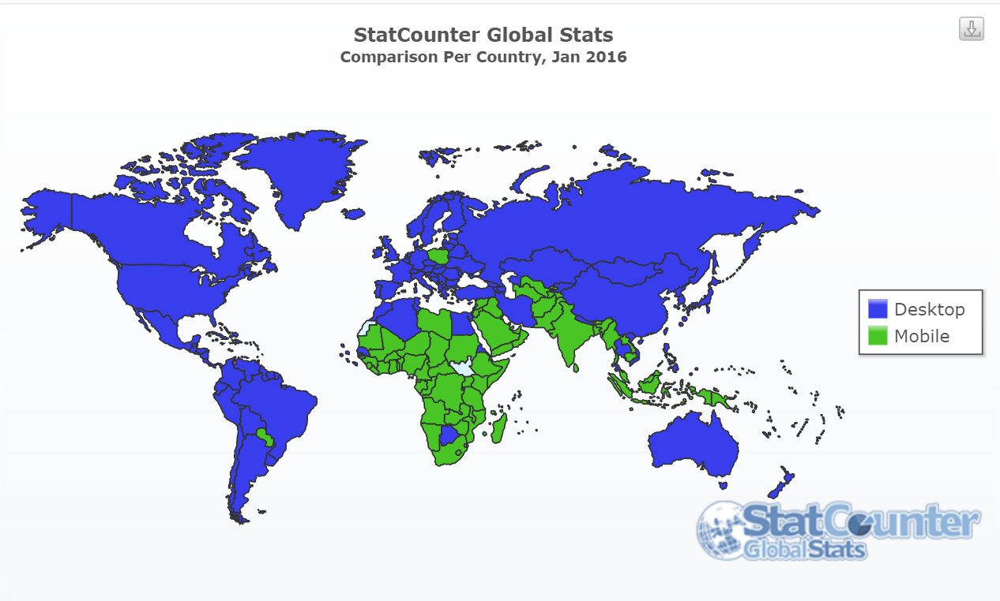 StatCounter Global Stats
Comparison Per Country, Jan 2016
Desktop
Mobile
StatCounter
GlobalStats